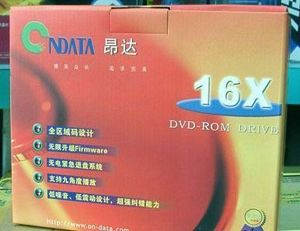 ONDATA 昂达
16X
DVD-ROM DRIVE
全区域码设计
无限升级Firmware
无电紧急退盘系统
支持九角度播放
低噪音、低震动设计,超强纠错能力
Http://www.on-data.com